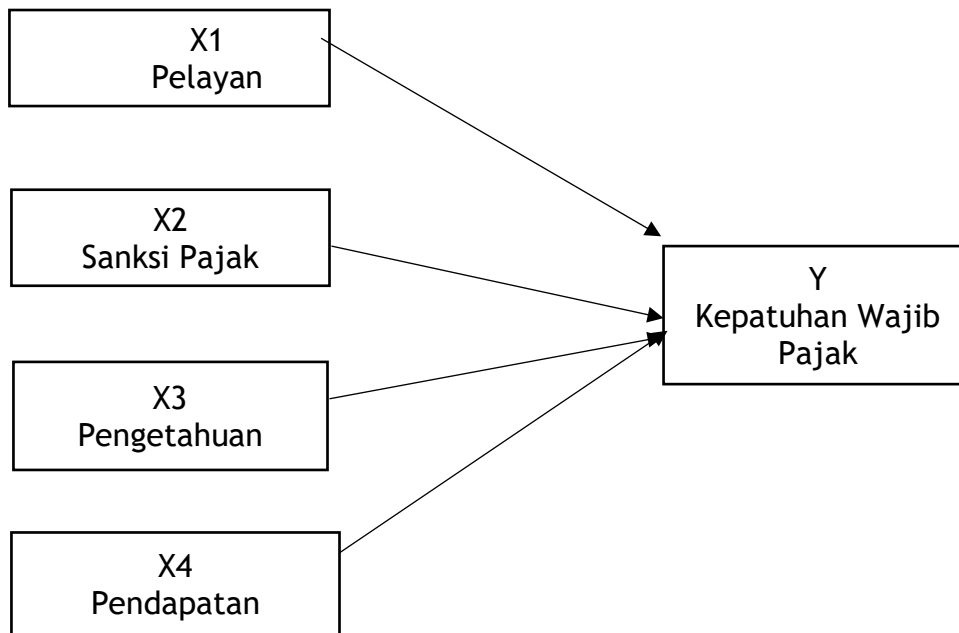 X1
Pelayan
X2
Sanksi Pajak
X3
Pengetahuan
X4
Pendapatan
Y
Kepatuhan Wajib
Pajak